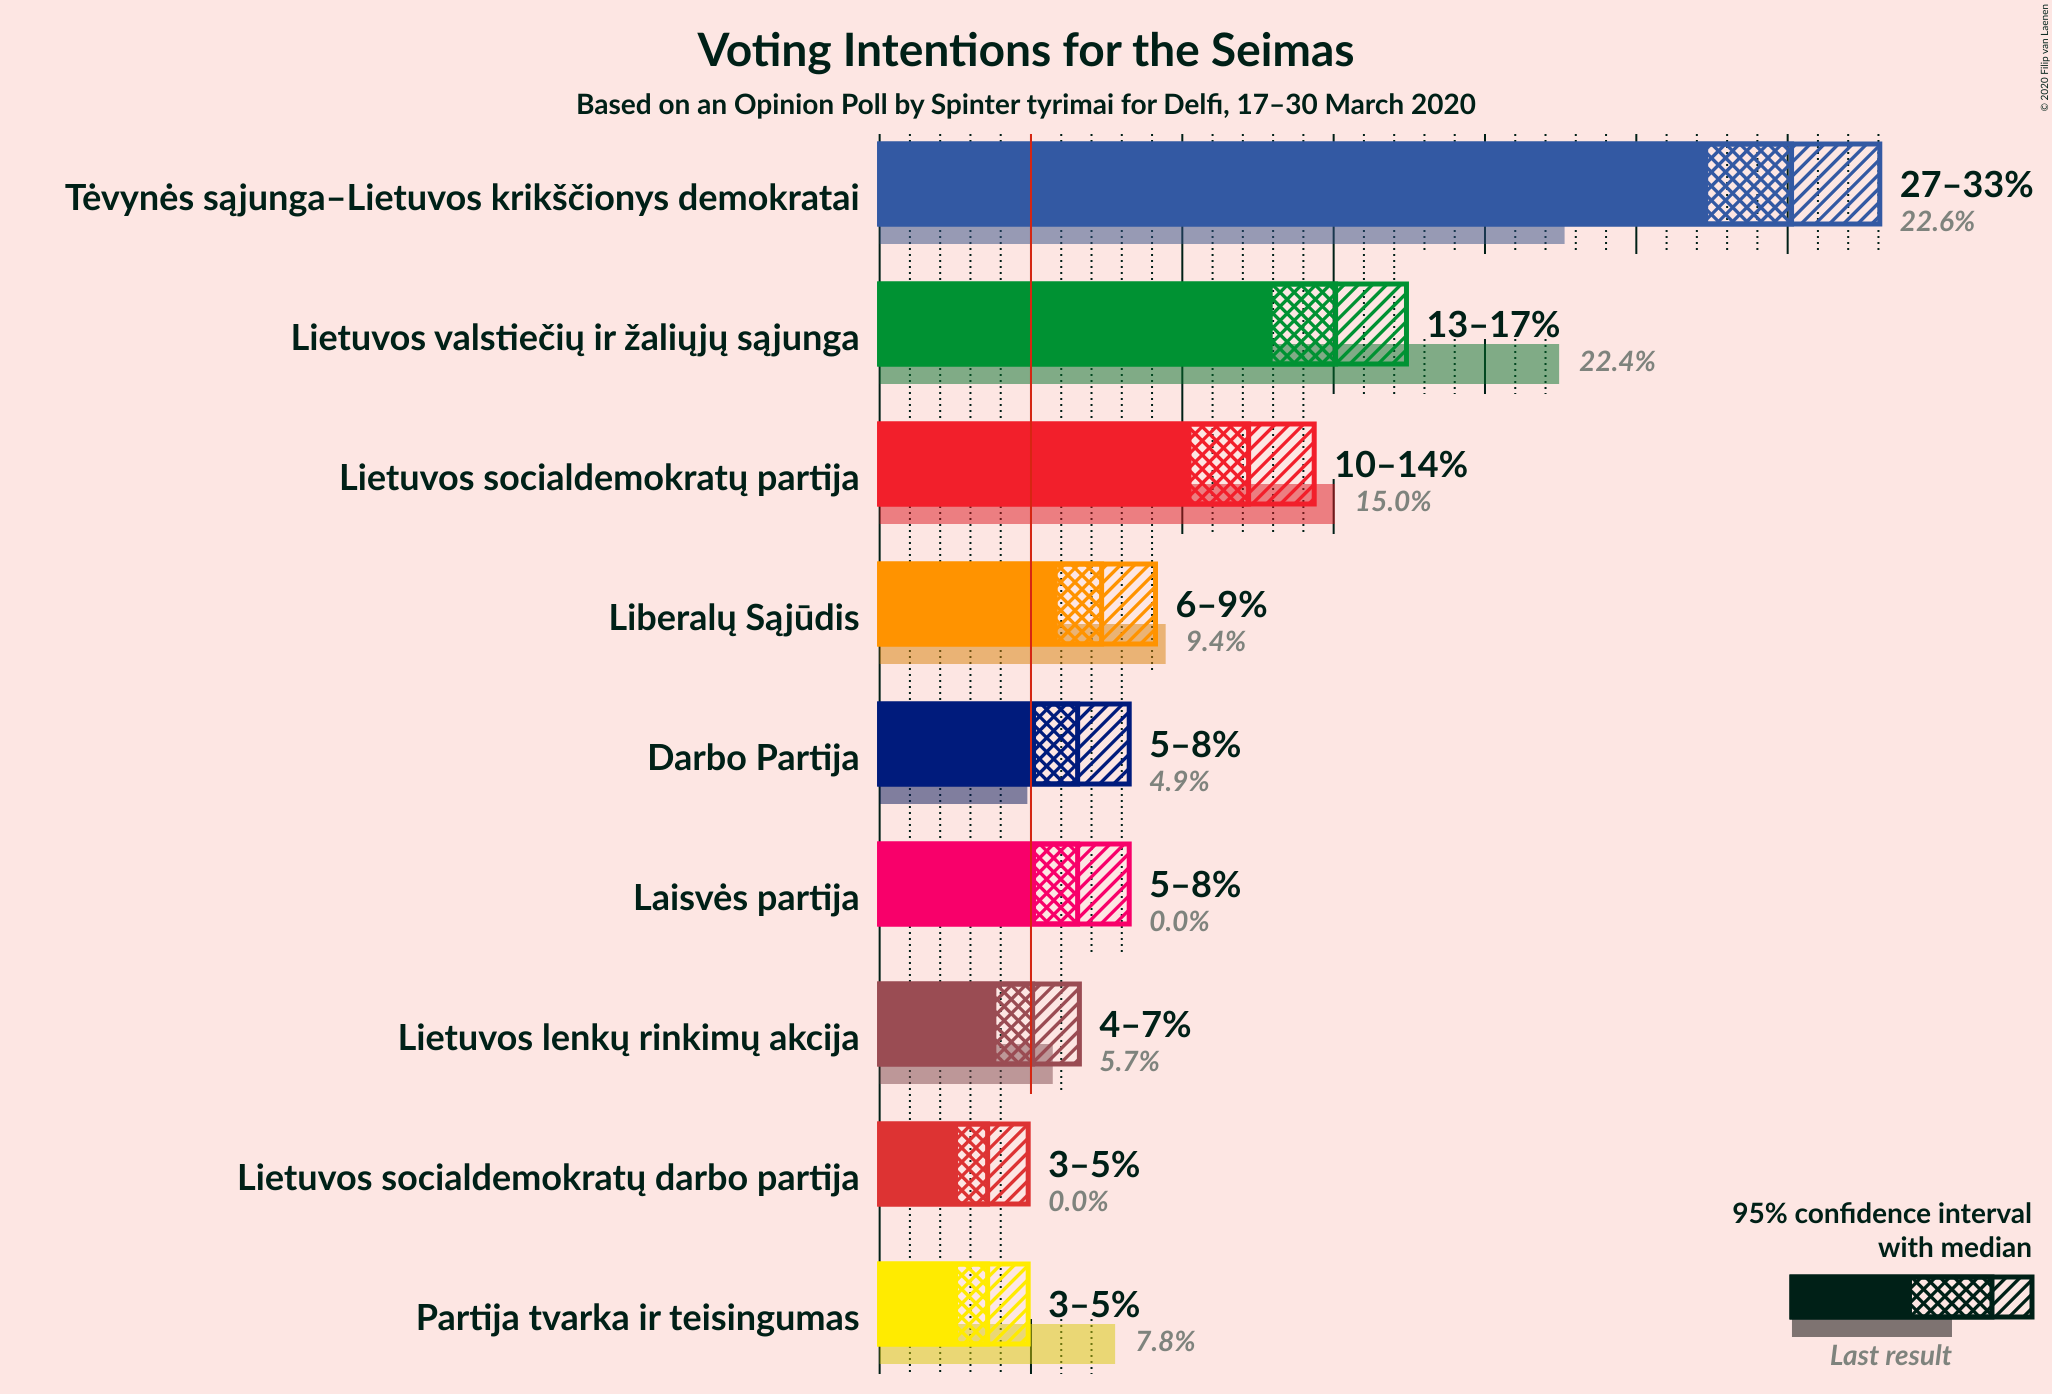 Voting Intentions for the Seimas
Based on an Opinion Poll by Spinter tyrimai for Delfi, 17–30 March 2020
© 2020 Filip van Laenen
Tėvynės sąjunga–Lietuvos krikščionys demokratai
27–33%
22.6%
Lietuvos valstiečių ir žaliųjų sąjunga
13–17%
22.4%
Lietuvos socialdemokratų partija
10–14%
15.0%
Liberalų Sąjūdis
6–9%
9.4%
Darbo Partija
5–8%
4.9%
Laisvės partija
5–8%
0.0%
Lietuvos lenkų rinkimų akcija
4–7%
5.7%
Lietuvos socialdemokratų darbo partija
3–5%
0.0%
Partija tvarka ir teisingumas
3–5%
7.8%
95% confidence interval
with median
Last result